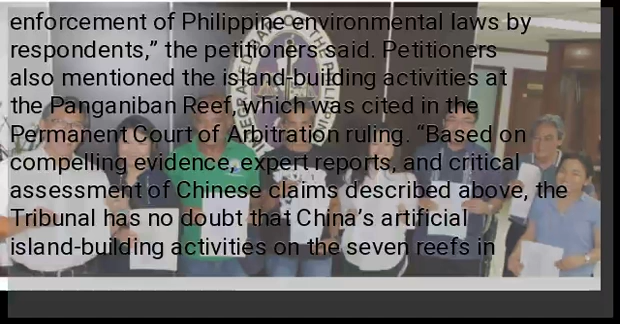 enforcement of Philippine environmental laws by
respondents,” the petitioners said. Petitioners
also mentioned the island-building activities at
the Panganiban Reef, which was cited in the
Permanent Court of Arbitration ruling. “Based on
compelling evidence, expert reports, and critical
assessment of Chinese claims described above, the
Tribunal has no doubt that China’s artificial
island-building activities on the seven reefs in